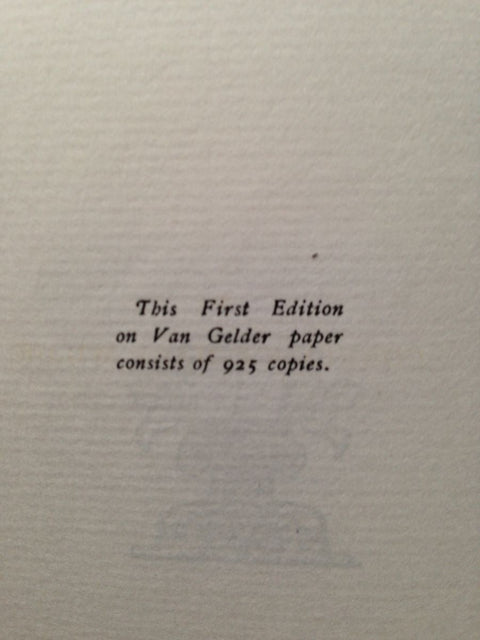 This First Edition
on Van Gelder paper
consists of 925 copies.